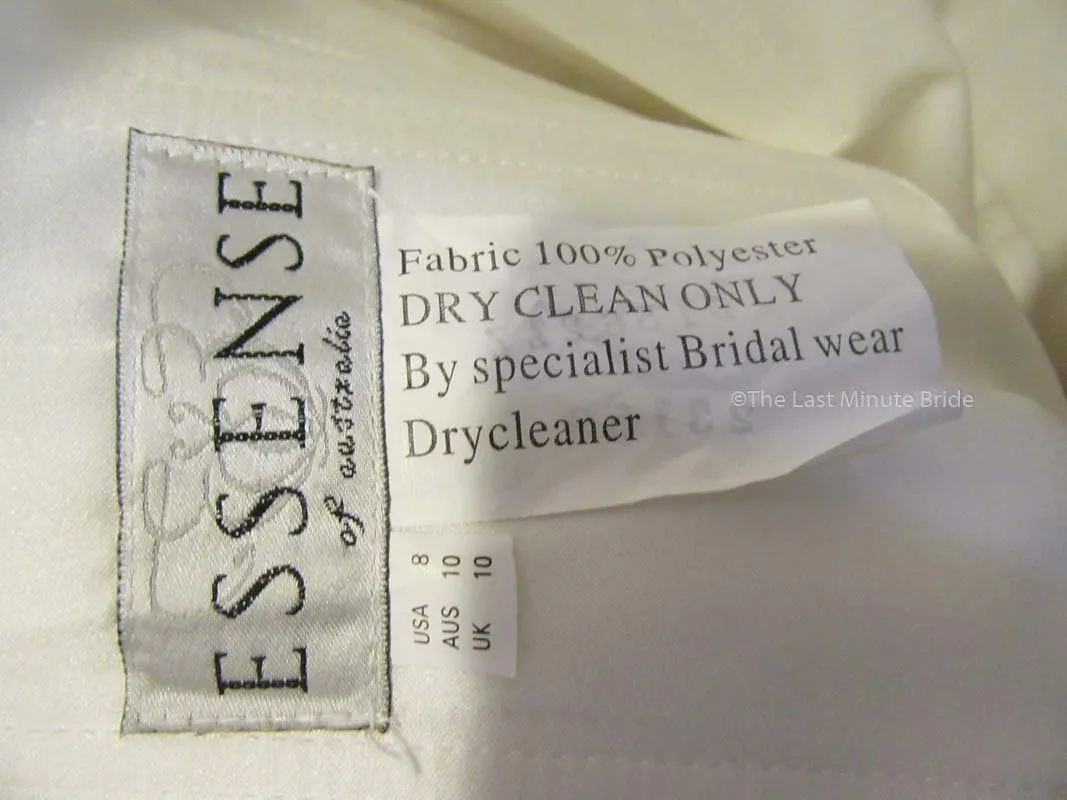 ESSENSE
of australia
Fabric 100% Polyester
DRY CLEAN ONLY
By specialist Bridal wear
Drycleaner
USA 8
AUS 10
UK 10
©The Last Minute Bride